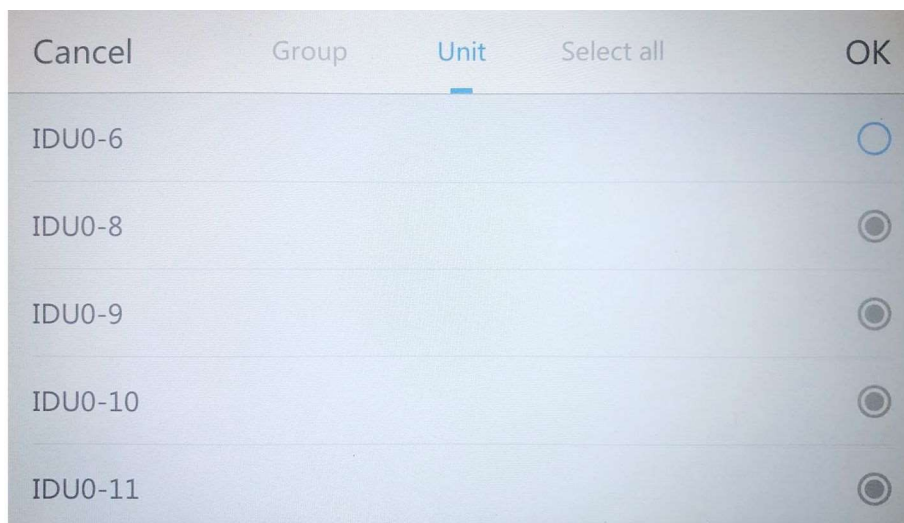 Cancel Group Unit Select all OK
IDU0-6
IDU0-8
IDU0-9
IDU0-10
IDU0-11